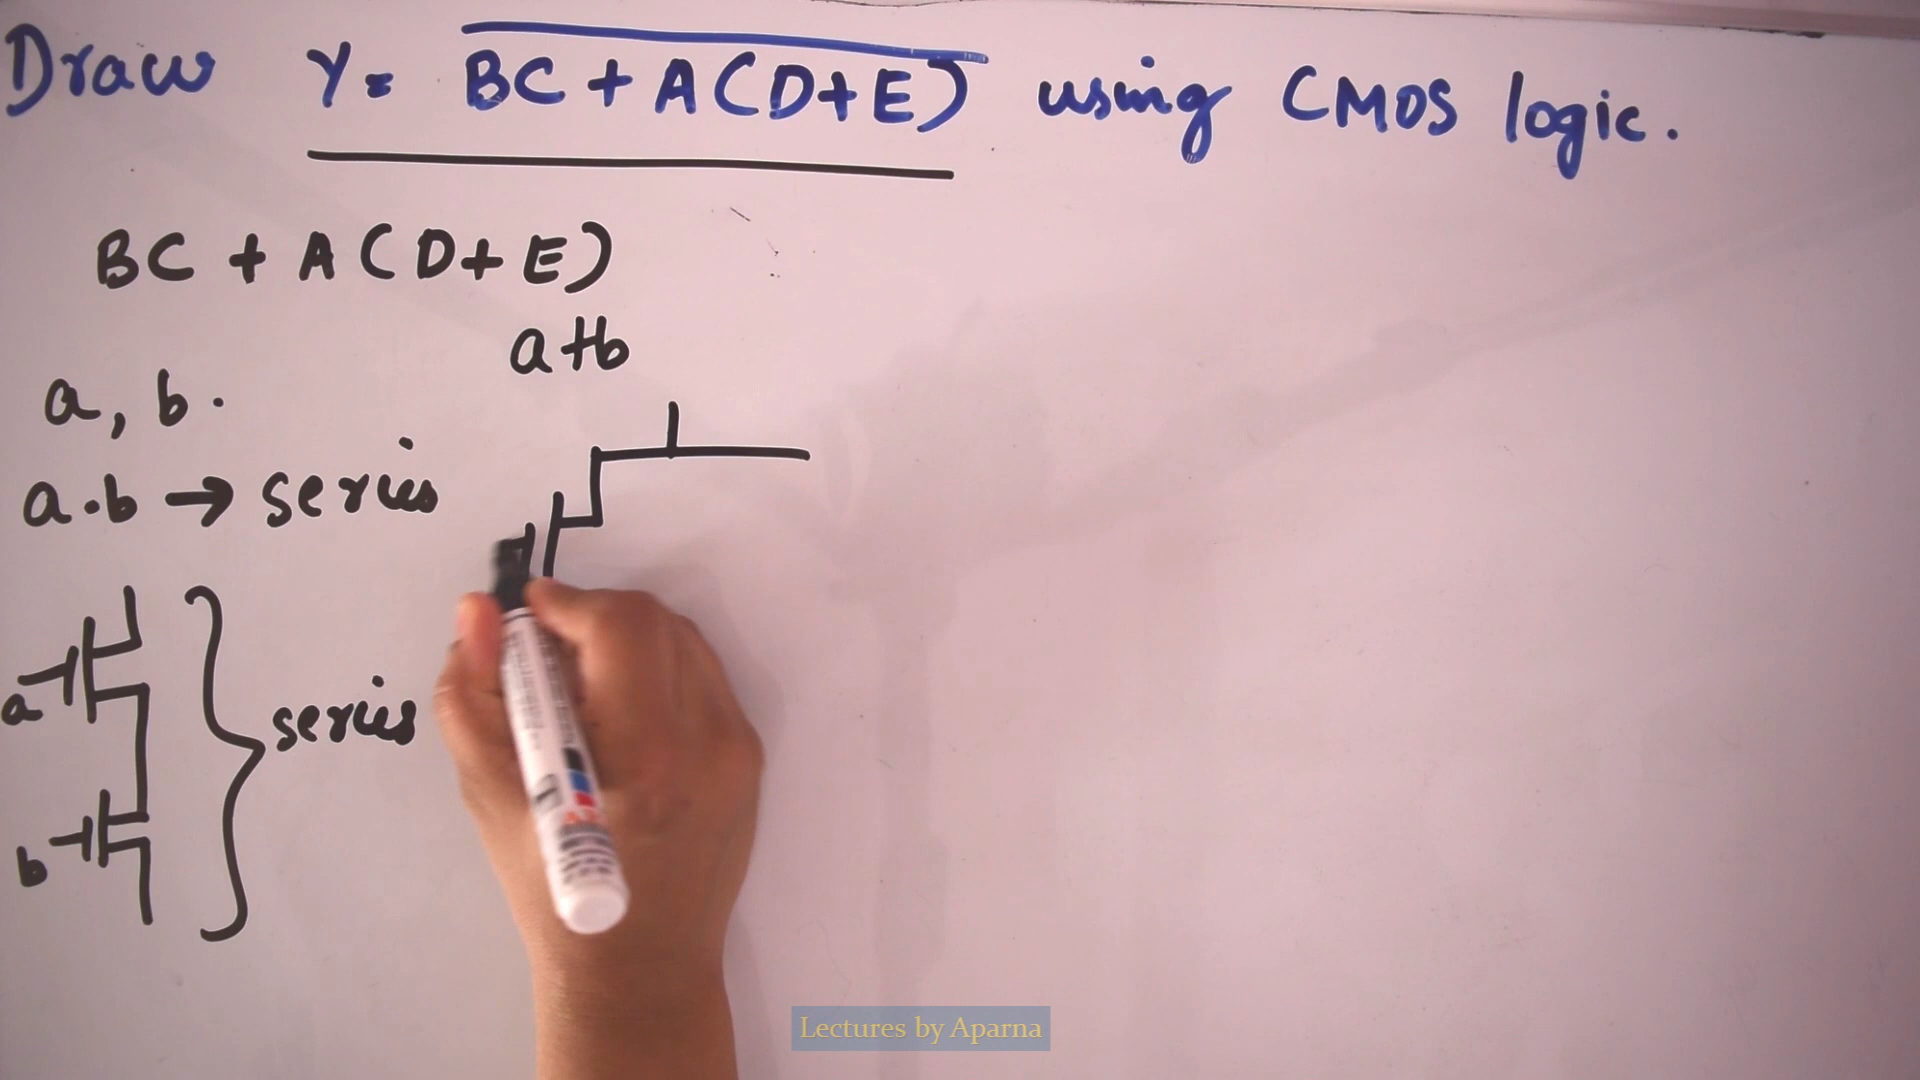 Draw Y = BC + A(D+E) using CMOS logic.
BC + A(D+E)
a+b
a, b.
a.b → series
a
series
b
Lectures by Aparna